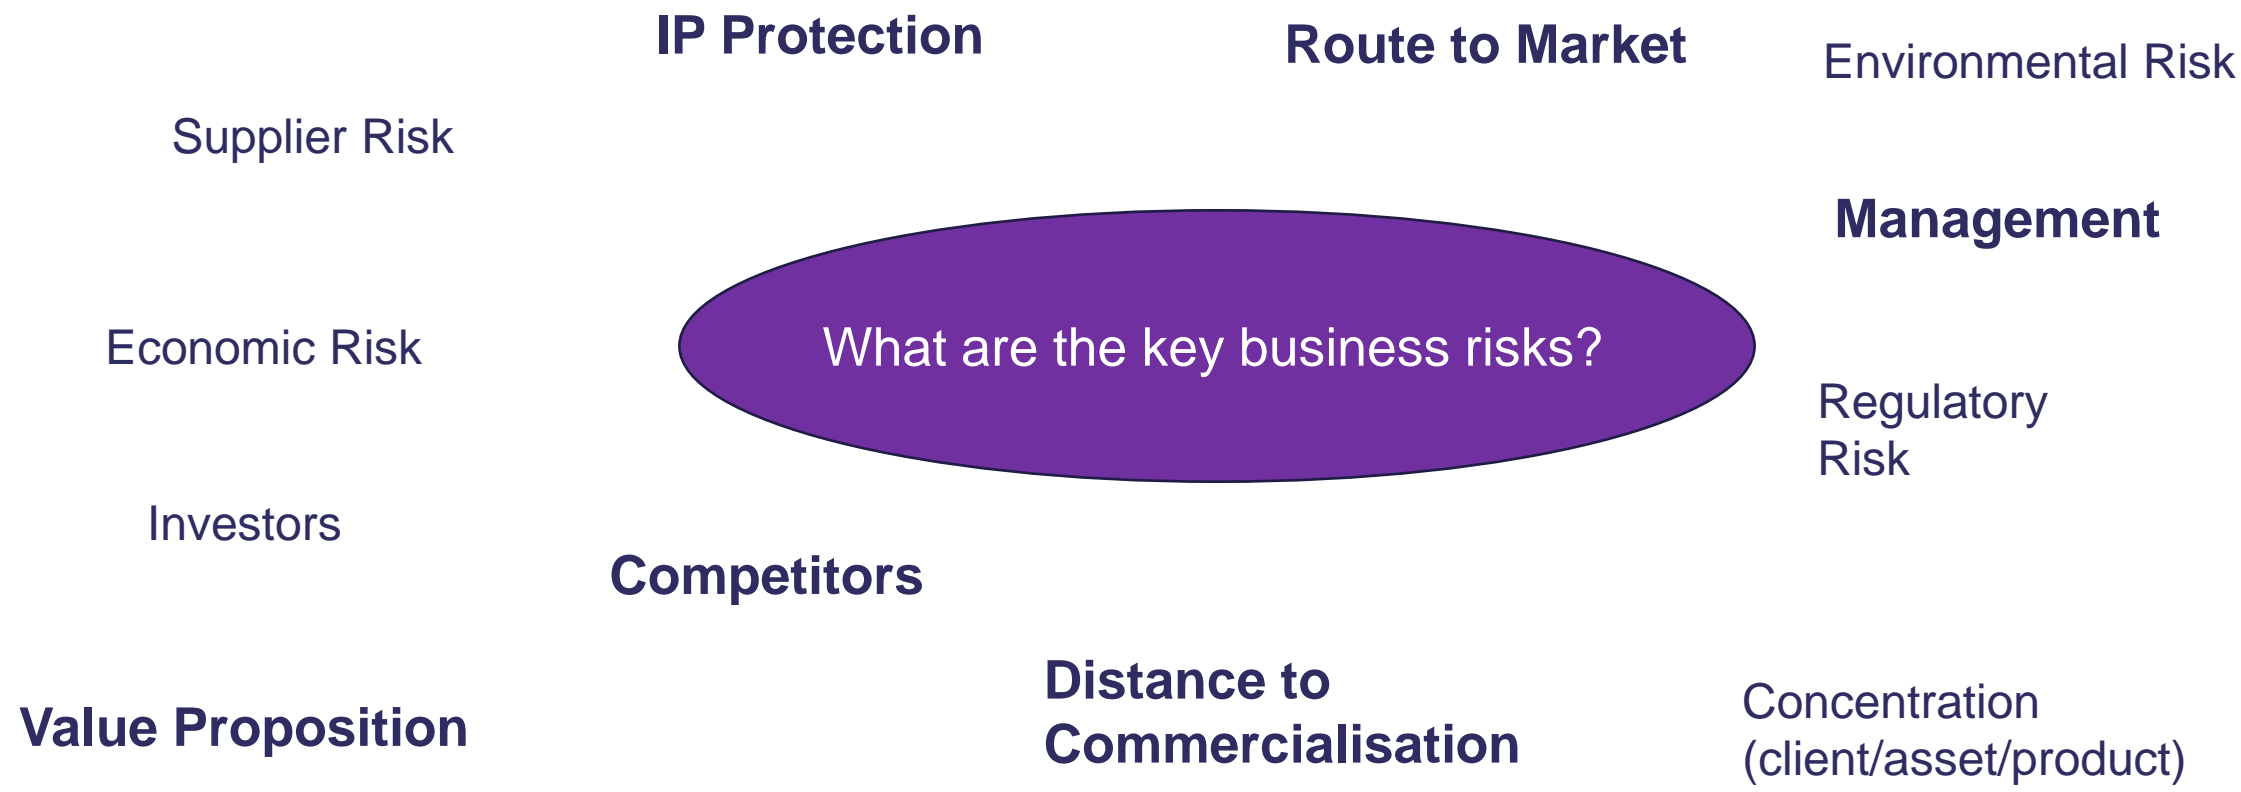 IP Protection
Route to Market
Environmental Risk
Supplier Risk
Management
What are the key business risks?
Economic Risk
Regulatory
Risk
Investors
Competitors
Distance to
Commercialisation
Value Proposition
Concentration
(client/asset/product)